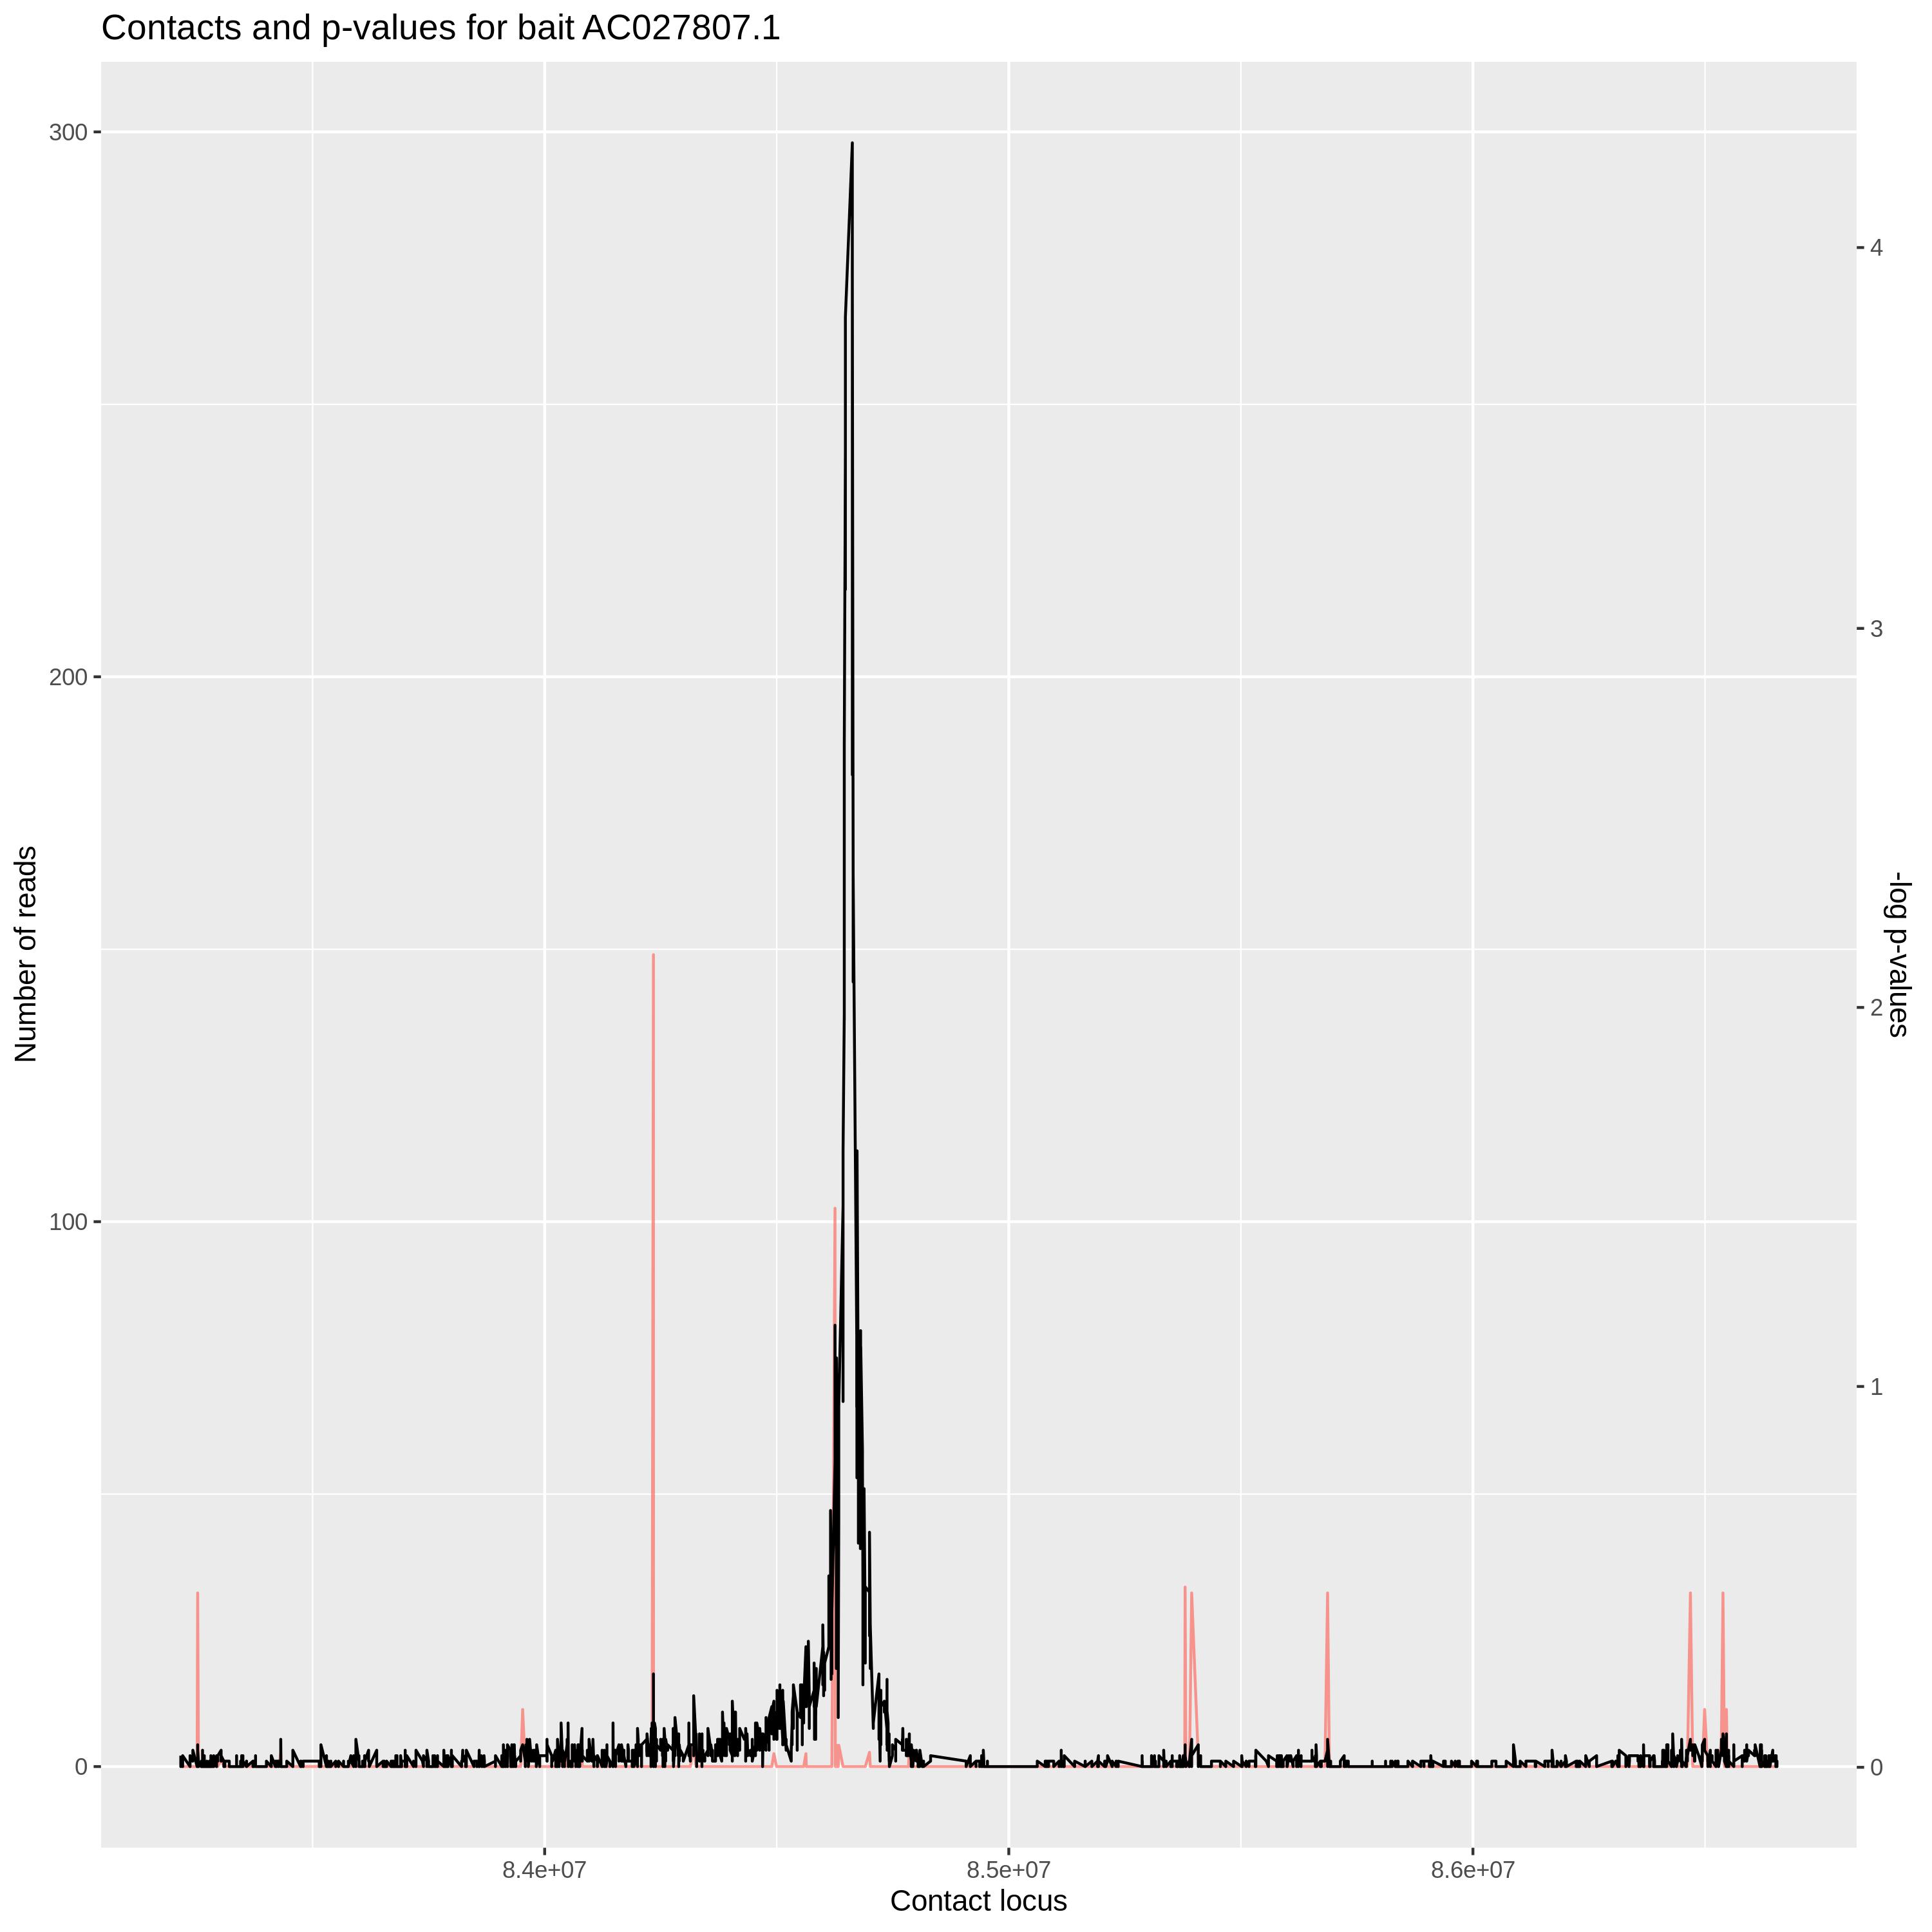 Contacts and p-values for bait AC027807.1
300
200
100
0
Number of reads
4
3
2
1
0
-log p-values
8.4e+07
8.5e+07
8.6e+07
Contact locus